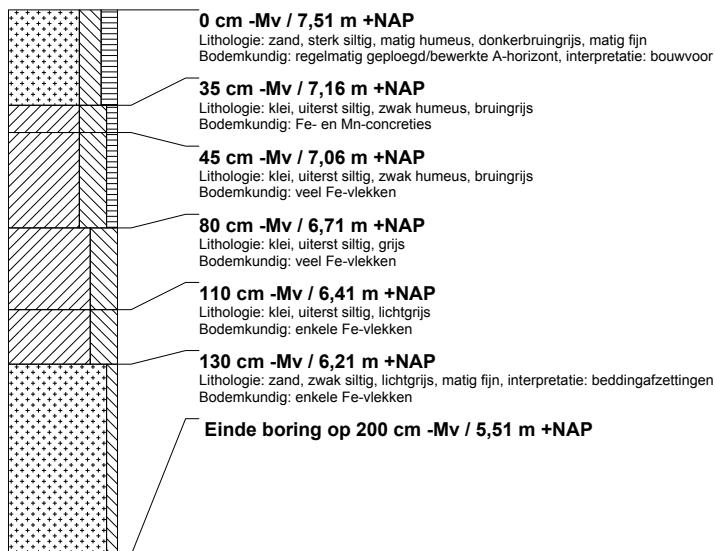 0 cm -Mv / 7,51 m +NAP
Lithologie: zand, sterk siltig, matig humeus, donkerbruingrijs, matig fijn
Bodemkundig: regelmatig geploegd/bewerkte A-horizont, interpretatie: bouwvoor
35 cm -Mv / 7,16 m +NAP
Lithologie: klei, uiterst siltig, zwak humeus, bruingrijs
Bodemkundig: Fe- en Mn-concreties
45 cm -Mv / 7,06 m +NAP
Lithologie: klei, uiterst siltig, zwak humeus, bruingrijs
Bodemkundig: veel Fe-vlekken
80 cm -Mv / 6,71 m +NAP
Lithologie: klei, uiterst siltig, grijs
Bodemkundig: veel Fe-vlekken
110 cm -Mv / 6,41 m +NAP
Lithologie: klei, uiterst siltig, lichtgrijs
Bodemkundig: enkele Fe-vlekken
130 cm -Mv / 6,21 m +NAP
Lithologie: zand, zwak siltig, lichtgrijs, matig fijn, interpretatie: beddingafzettingen
Bodemkundig: enkele Fe-vlekken
Einde boring op 200 cm -Mv / 5,51 m +NAP